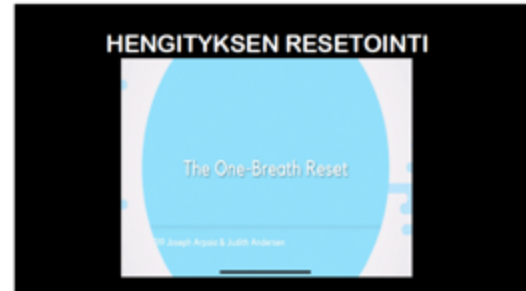 HENGITYKSEN RESETOINTI
The One-Breath Reset
Joseph Arpaia & Judith Andersen